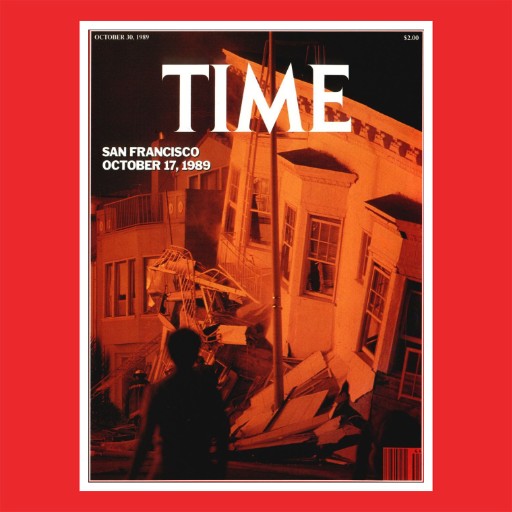 OCTOBER 30, 1989 $2.00
TIME
SAN FRANCISCO
OCTOBER 17, 1989